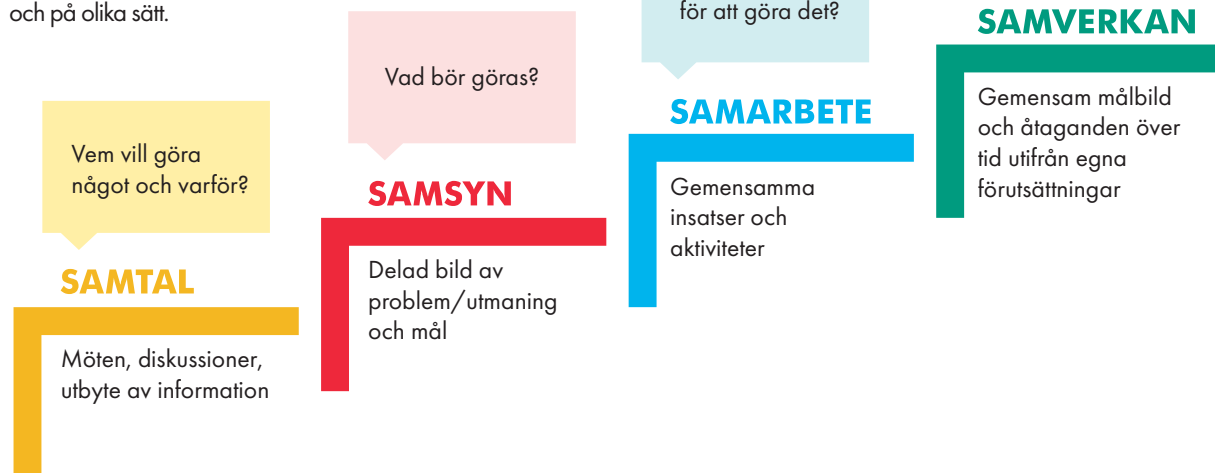 och på olika sätt.
Vem vill göra
något och varför?
SAMTAL
Möten, diskussioner,
utbyte av information
Vad bör göras?
SAMSYN
Delad bild av
problem/utmaning
och mål
för att göra det?
SAMARBETE
Gemensamma
insatser och
aktiviteter
SAMVERKAN
Gemensam målbild
och åtaganden över
tid utifrån egna
förutsättningar